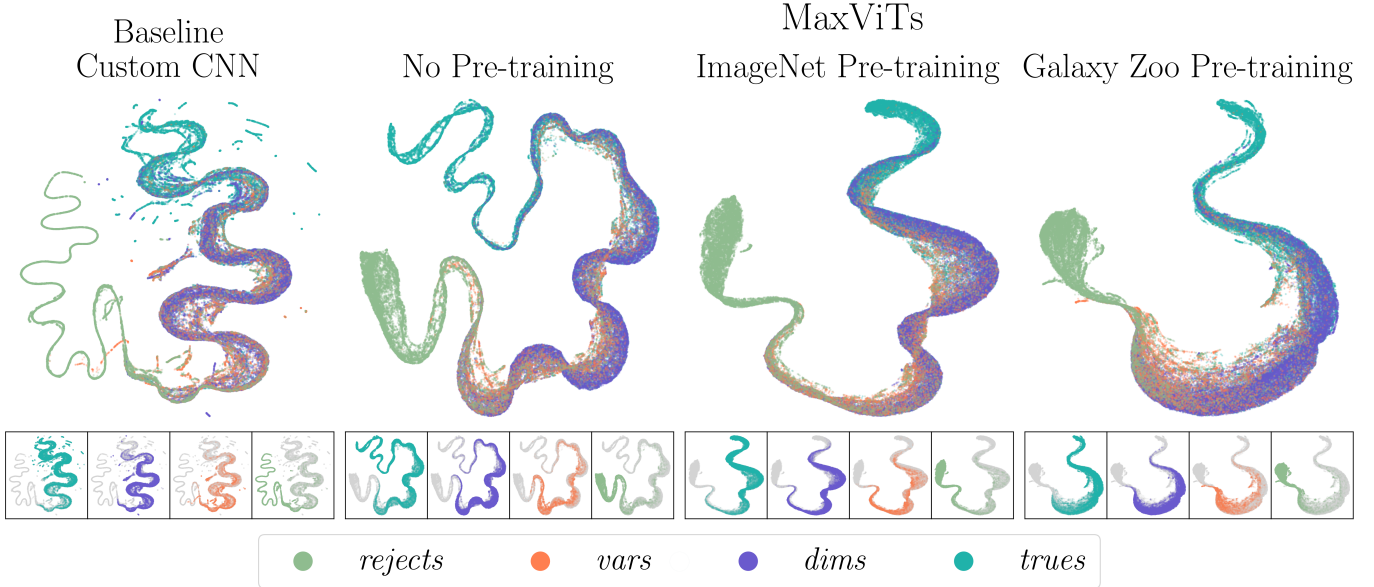 MaxViTs
Baseline
Custom CNN
No Pre-training
ImageNet Pre-training
Galaxy Zoo Pre-training
rejects
vars
dims
trues